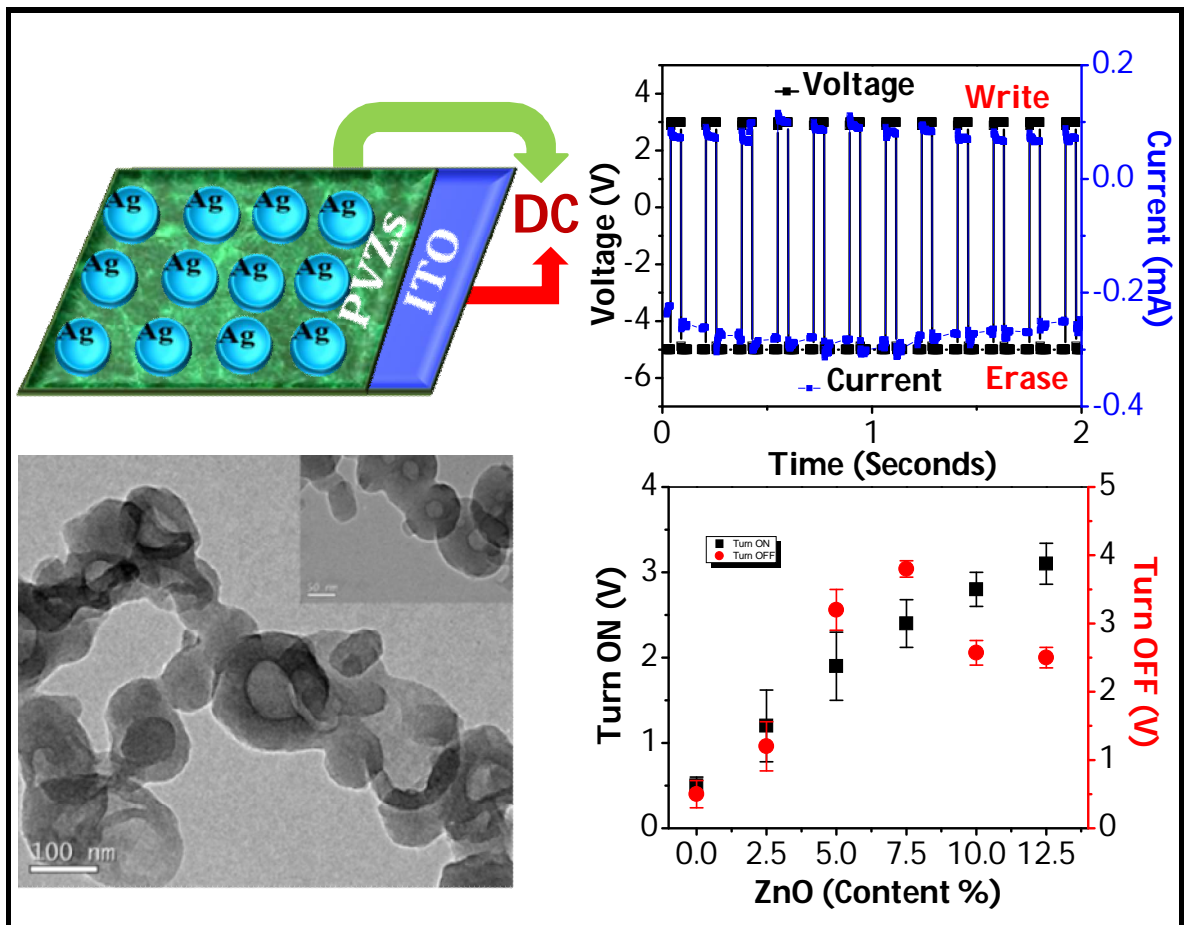 Ag Ag Ag Ag
Ag Ag Ag Ag
Ag Ag Ag Ag
PVZs
ITO
DC
Voltage
Write
Erase
Current
4
2
0
-2
-4
-6
Voltage (V)
0.2
0.0
-0.2
-0.4
Current (mA)
0 1 2
Time (Seconds)
100 nm
50 nm
Turn ON
Turn OFF
4
3
2
1
0
Turn ON (V)
5
4
3
2
1
0
Turn OFF (V)
0.0 2.5 5.0 7.5 10.0 12.5
ZnO (Content %)